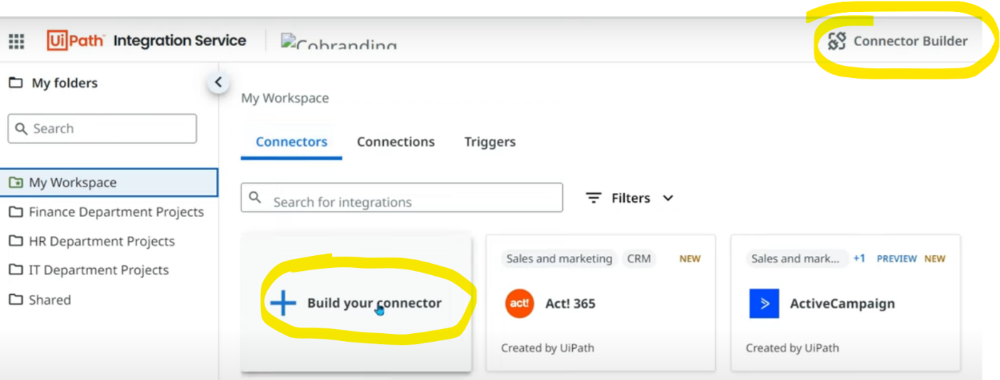 UiPath™ Integration Service
Cobranding
Connector Builder
My folders
Search
My Workspace
Finance Department Projects
HR Department Projects
IT Department Projects
Shared
My Workspace
Connectors Connections Triggers
Search for integrations
Filters
Build your connector
Sales and marketing CRM NEW
act! Act! 365
Created by UiPath
Sales and mark... +1 PREVIEW NEW
ActiveCampaign
Created by UiPath